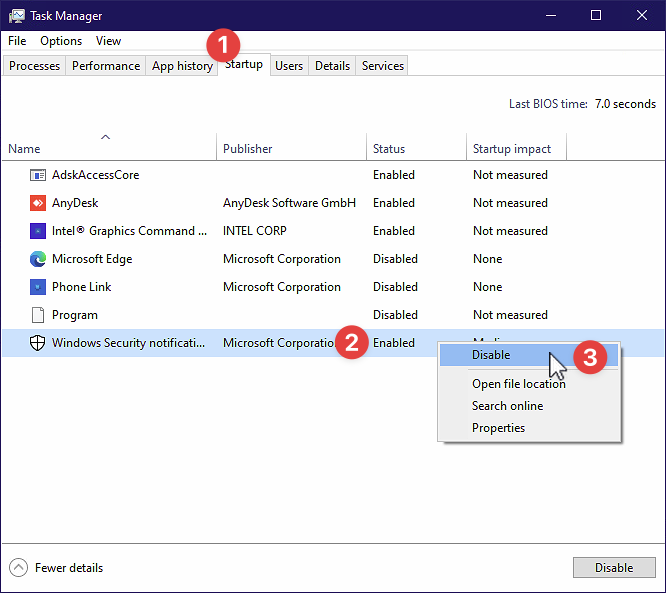 Task Manager
File Options View
1
Processes Performance App history Startup Users Details Services
Last BIOS time: 7.0 seconds
Name Publisher Status Startup impact
AdskAccessCore Enabled Not measured
AnyDesk AnyDesk Software GmbH Enabled Not measured
Intel® Graphics Command ... INTEL CORP Enabled Not measured
Microsoft Edge Microsoft Corporation Disabled None
Phone Link Microsoft Corporation Disabled None
Program Disabled Not measured
Windows Security notificati... Microsoft Corporation 2 Enabled
Disable 3
Open file location
Search online
Properties
Fewer details Disable